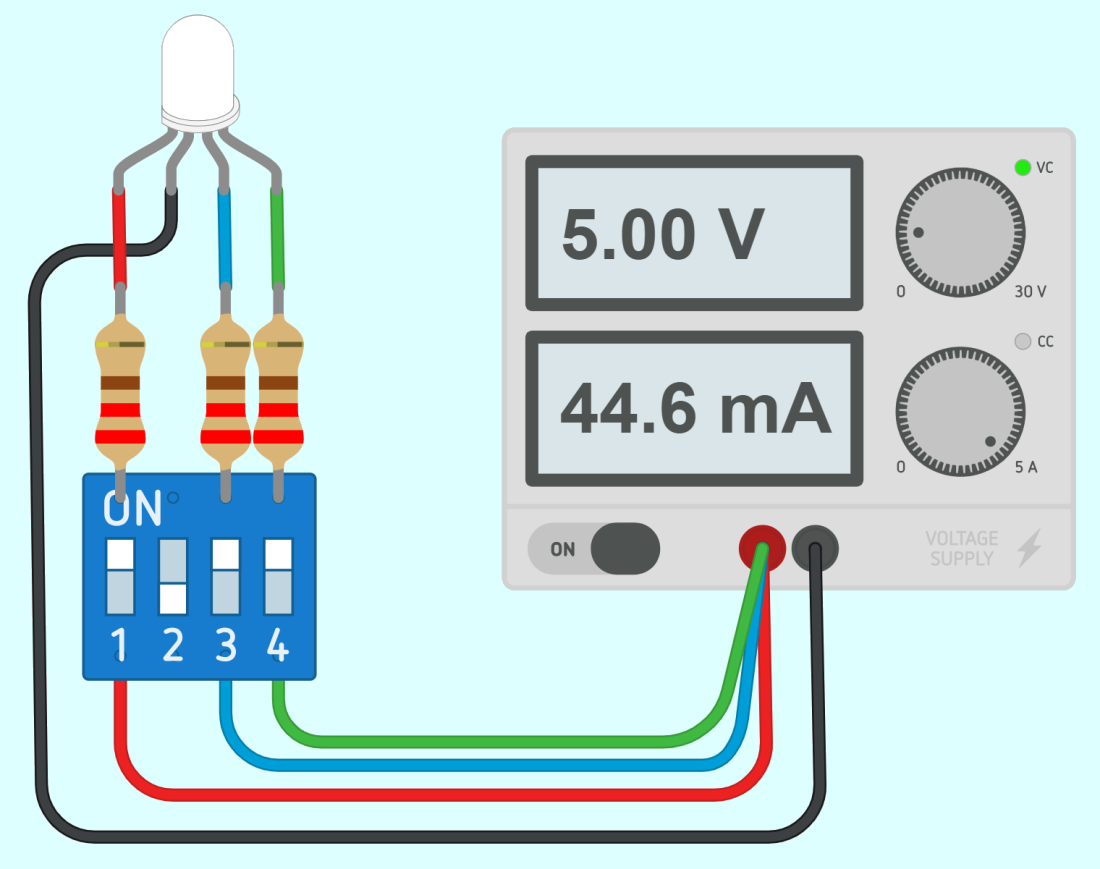 5.00 V
VC
0
30 V
44.6 mA
CC
0
5 A
ON
VOLTAGE
SUPPLY
ON
1 2 3 4